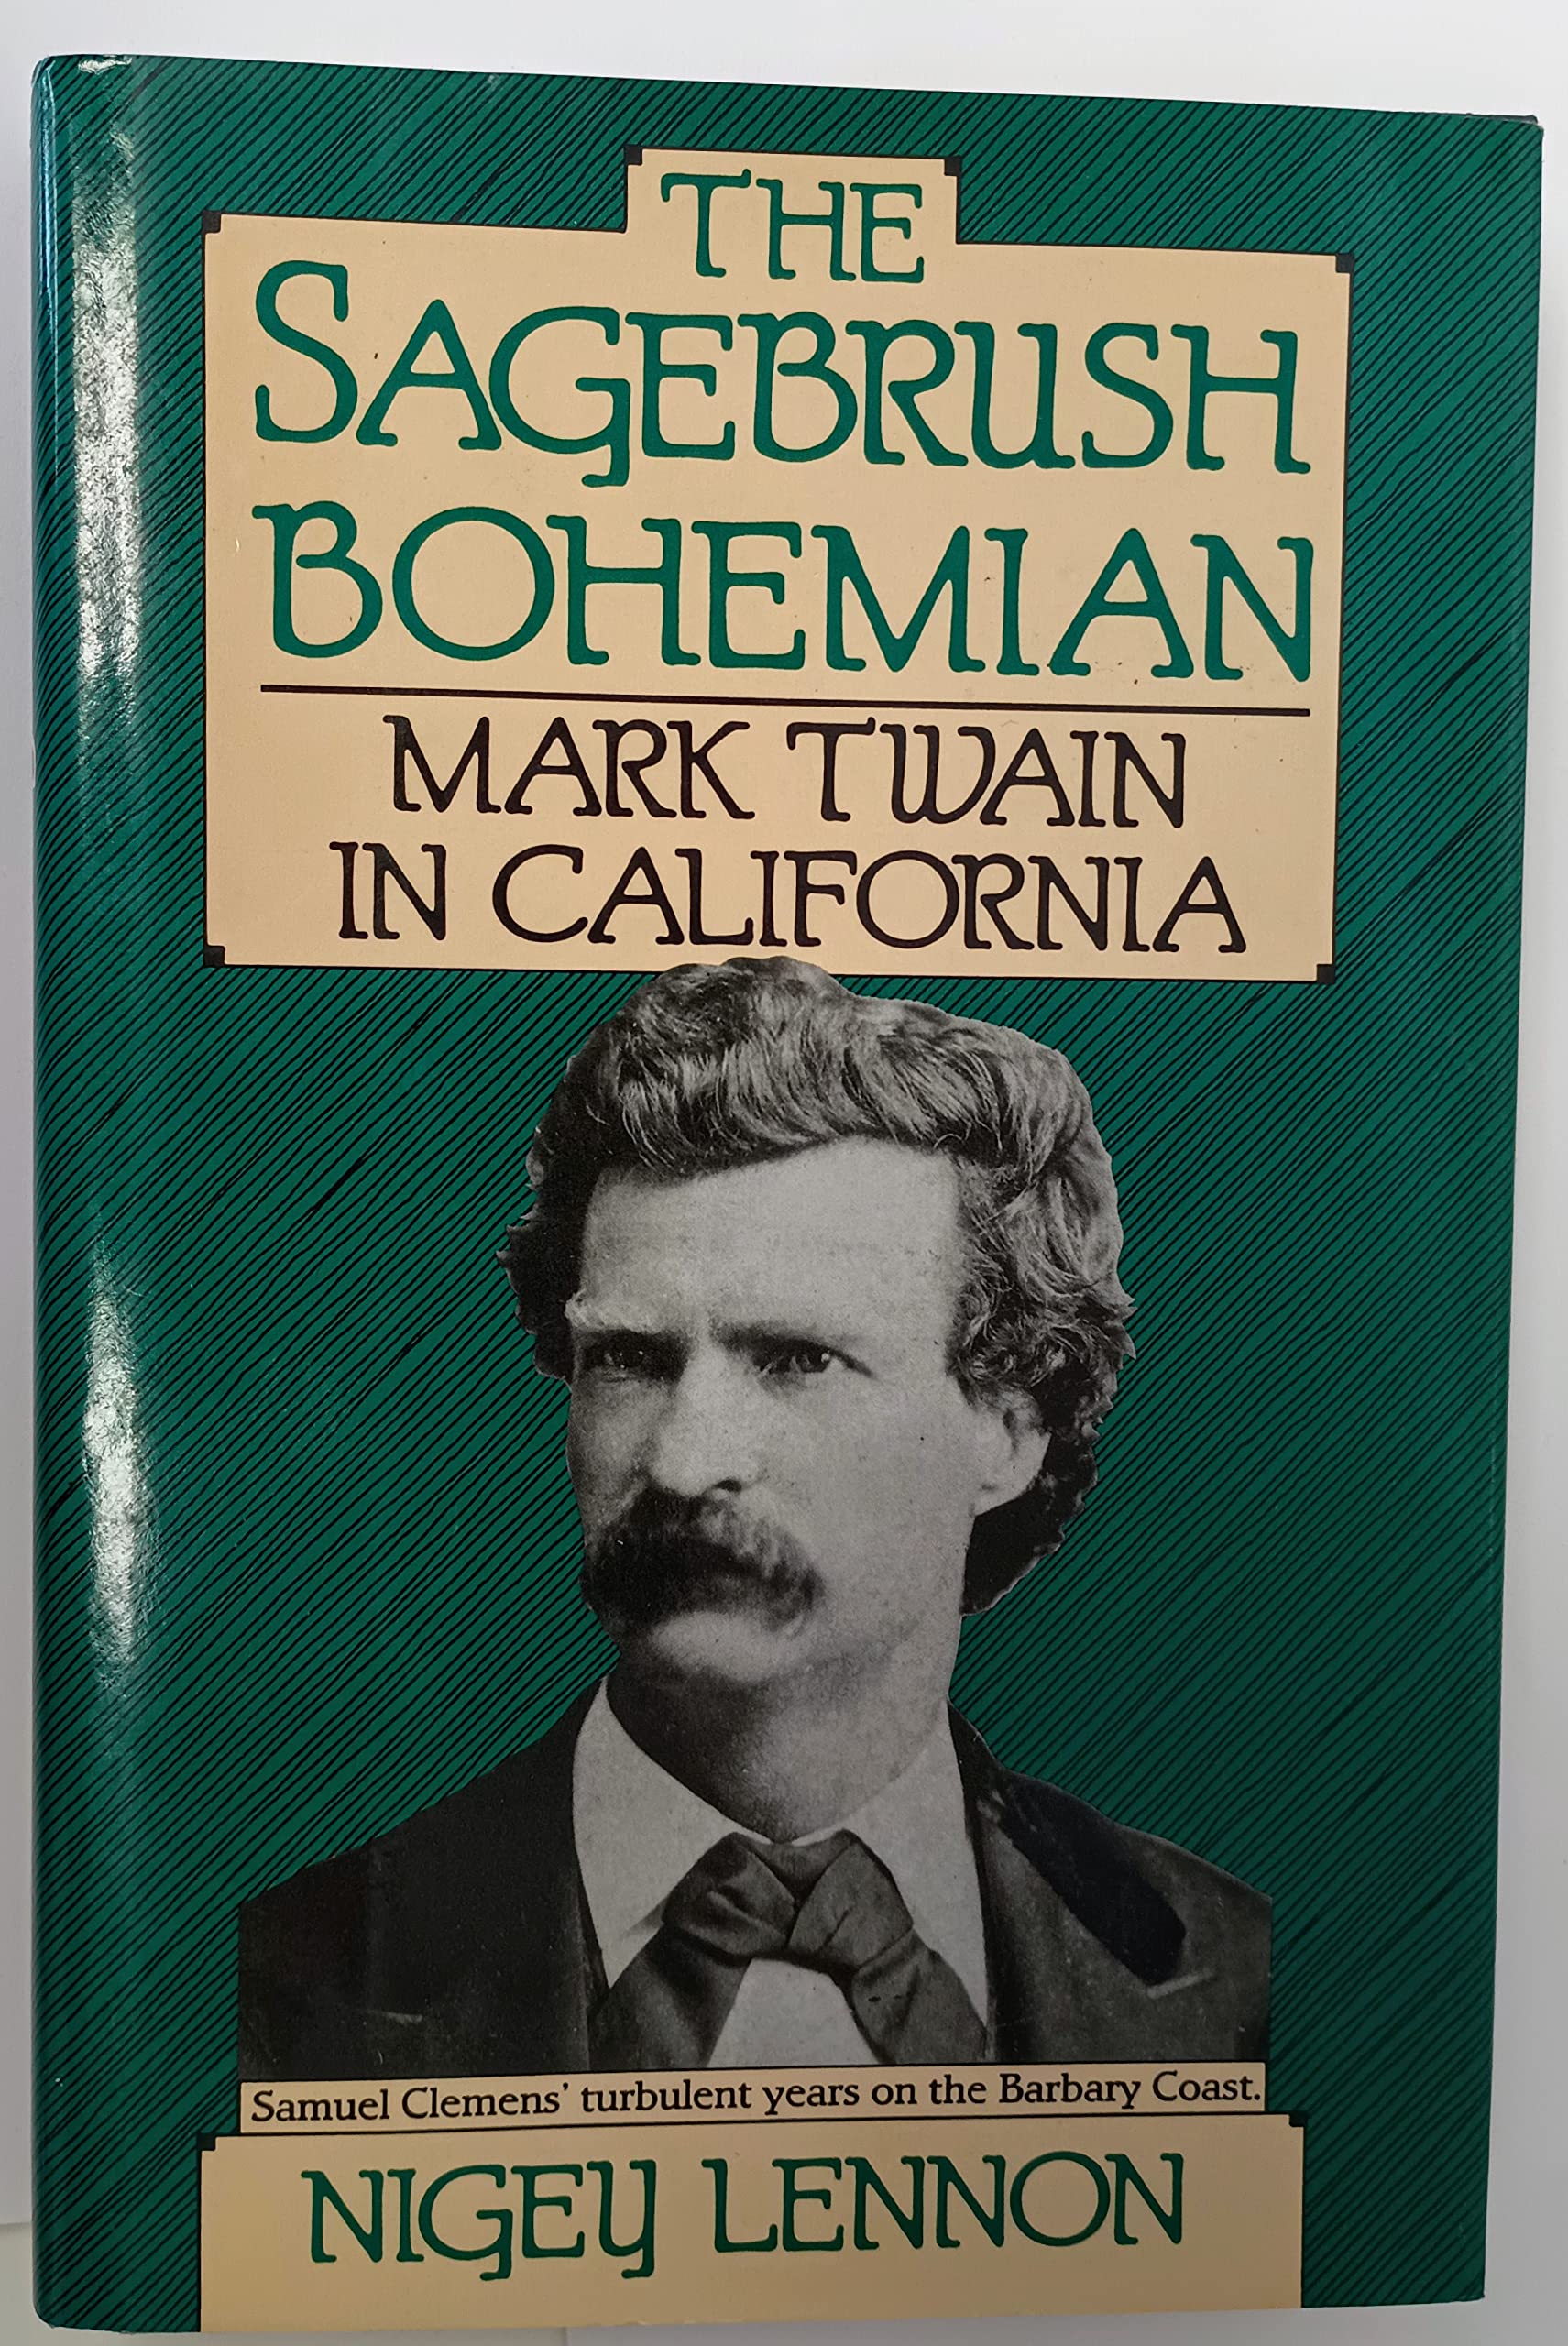 THE
SAGEBRUSH
BOHEMIAN
MARK TWAIN
IN CALIFORNIA
Samuel Clemens' turbulent years on the Barbary Coast.
NIGEY LENNON